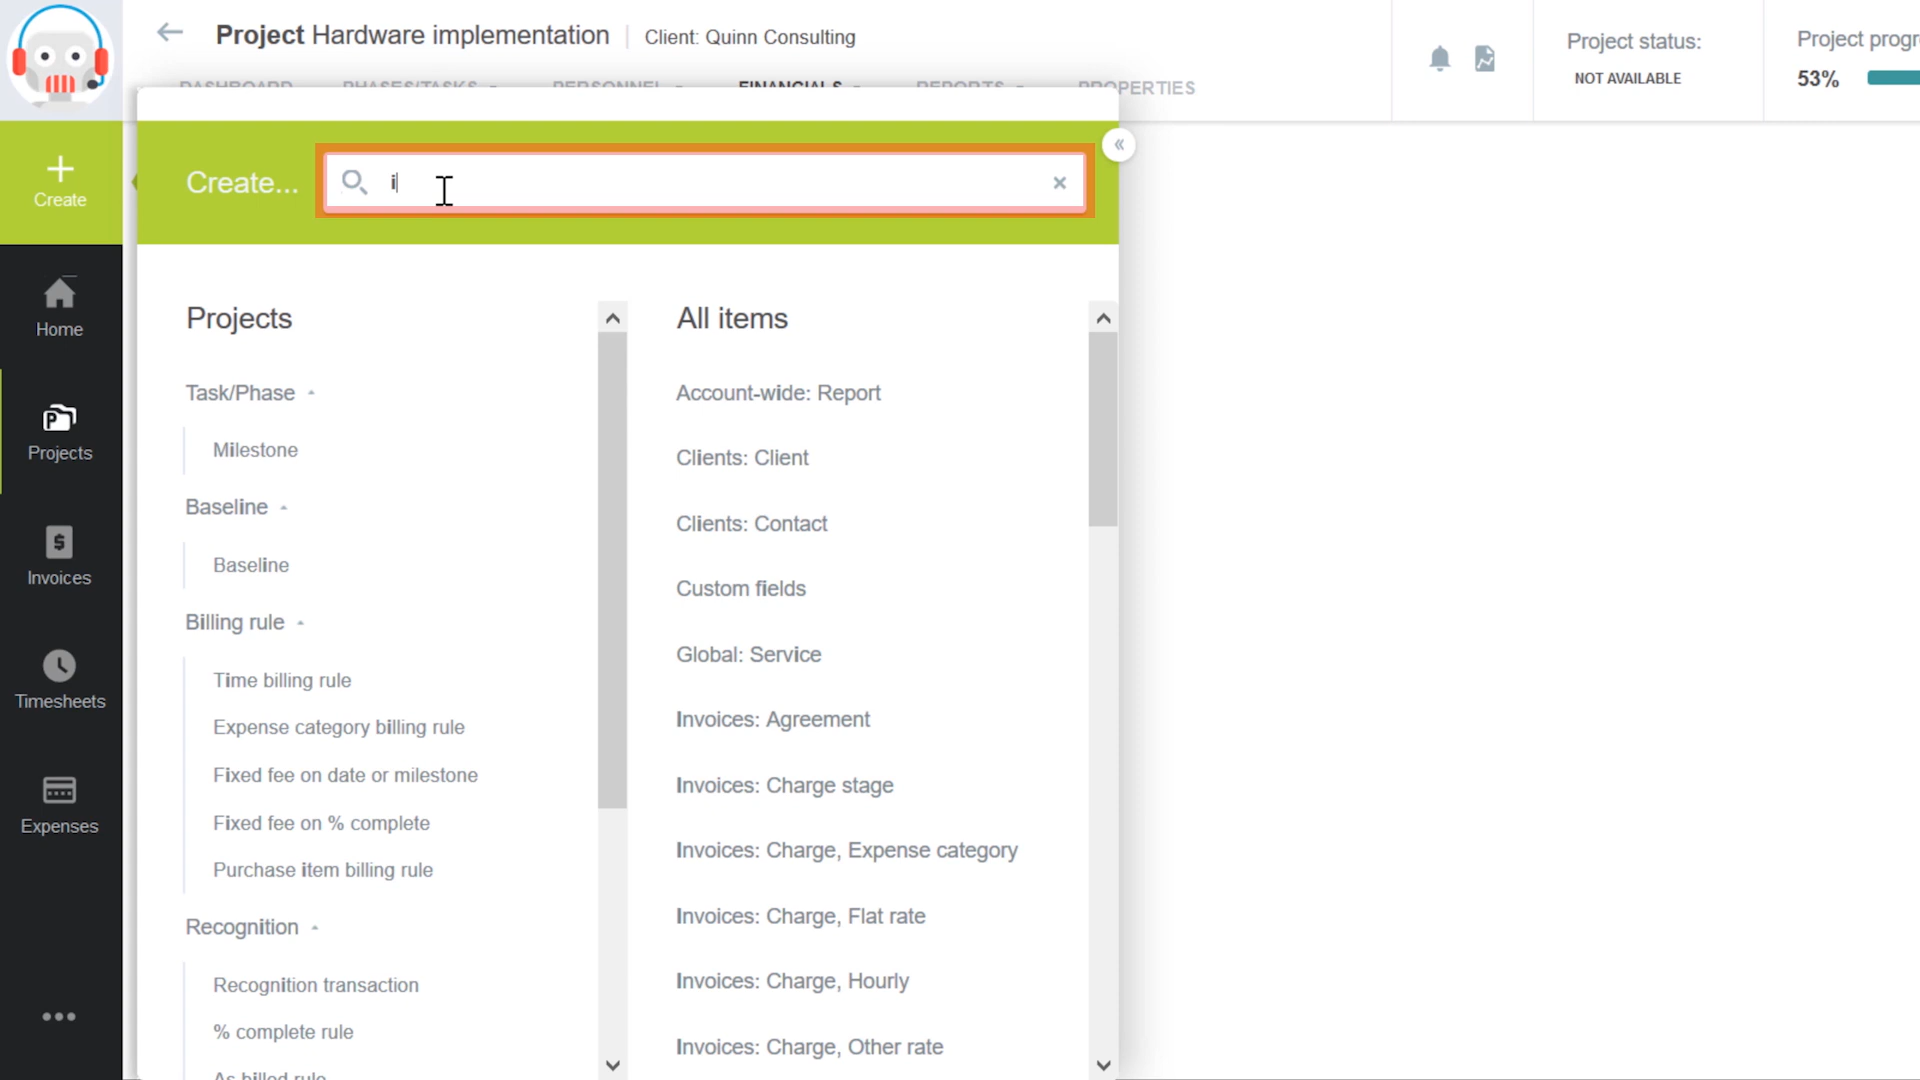 Project Hardware implementation
Client: Quinn Consulting
Project status:
NOT AVAILABLE
Project progr
53%
DASHBOARD
PHASES/TASKS
PERSONNEL
FINANCIALS
REPORTS
PROPERTIES
Create
Home
Projects
Invoices
$
Timesheets
Expenses
Create...
i
Projects
Task/Phase
Milestone
Baseline
Baseline
Billing rule
Time billing rule
Expense category billing rule
Fixed fee on date or milestone
Fixed fee on % complete
Purchase item billing rule
Recognition
Recognition transaction
% complete rule
As billed rule
All items
Account-wide: Report
Clients: Client
Clients: Contact
Custom fields
Global: Service
Invoices: Agreement
Invoices: Charge stage
Invoices: Charge, Expense category
Invoices: Charge, Flat rate
Invoices: Charge, Hourly
Invoices: Charge, Other rate